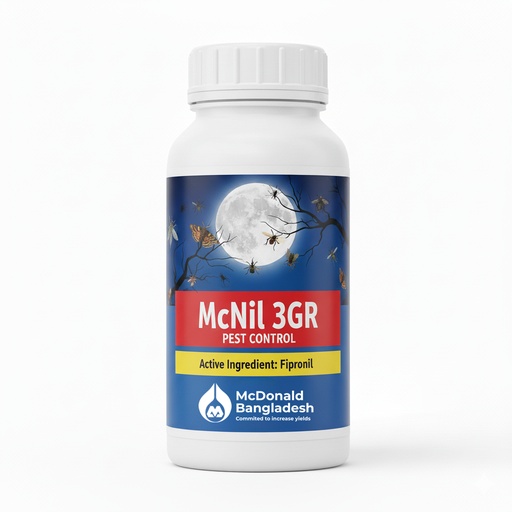 McNil 3GR
PEST CONTROL
Active Ingredient: Fipronil
McDonald
Bangladesh
Commited to increase yields